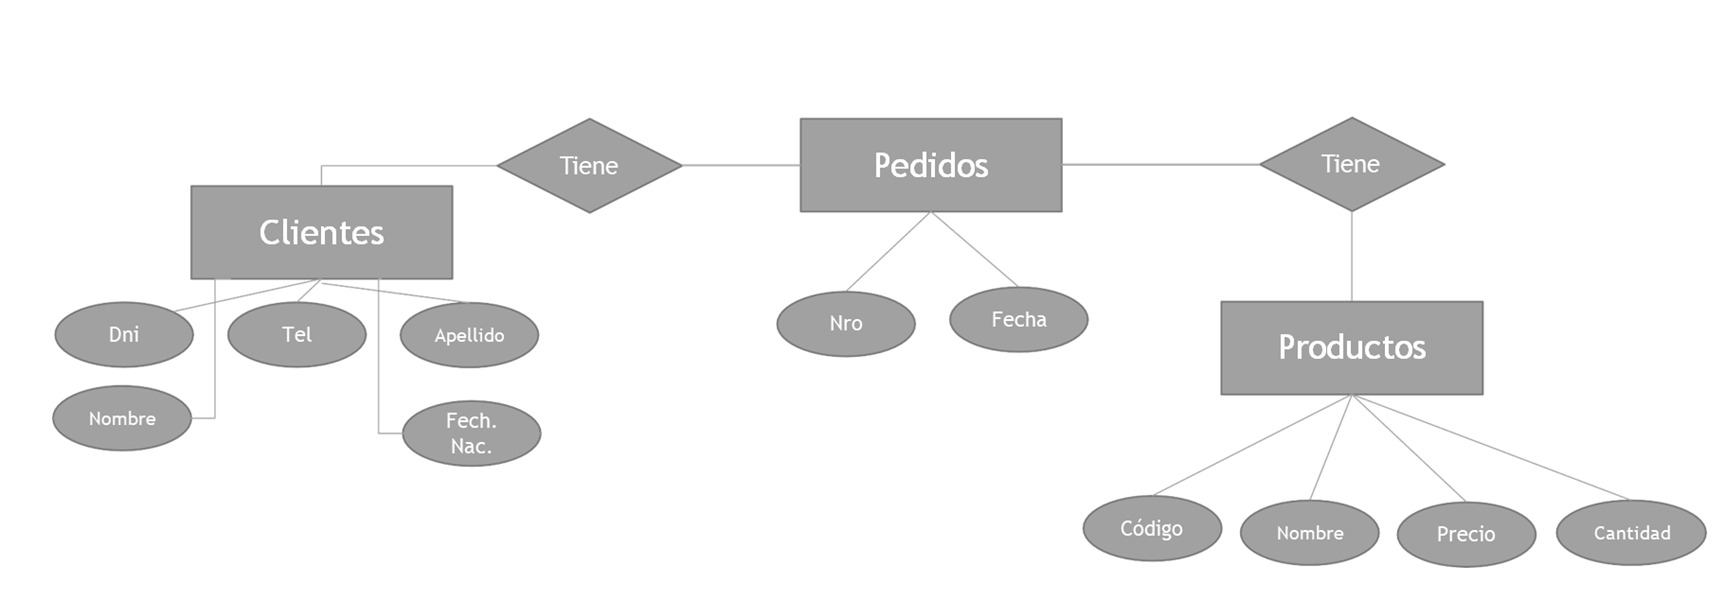 Tiene
Pedidos
Tiene
Clientes
Dni
Tel
Apellido
Nombre
Fech.
Nac.
Nro
Fecha
Productos
Código
Nombre
Precio
Cantidad